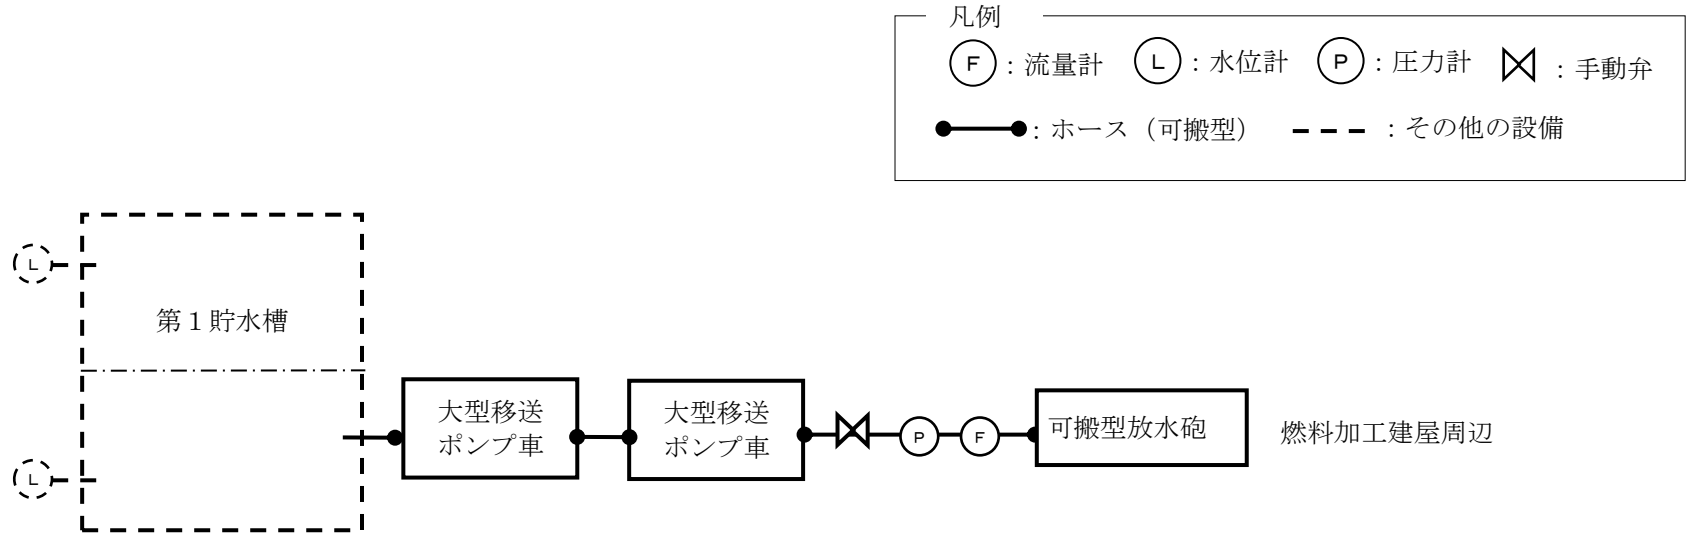 凡例
F : 流量計 L : 水位計 P : 圧力計 : 手動弁
: ホース（可搬型） : その他の設備
L
第１貯水槽
大型移送
ポンプ車
大型移送
ポンプ車
P
F
可搬型放水砲
燃料加工建屋周辺
L